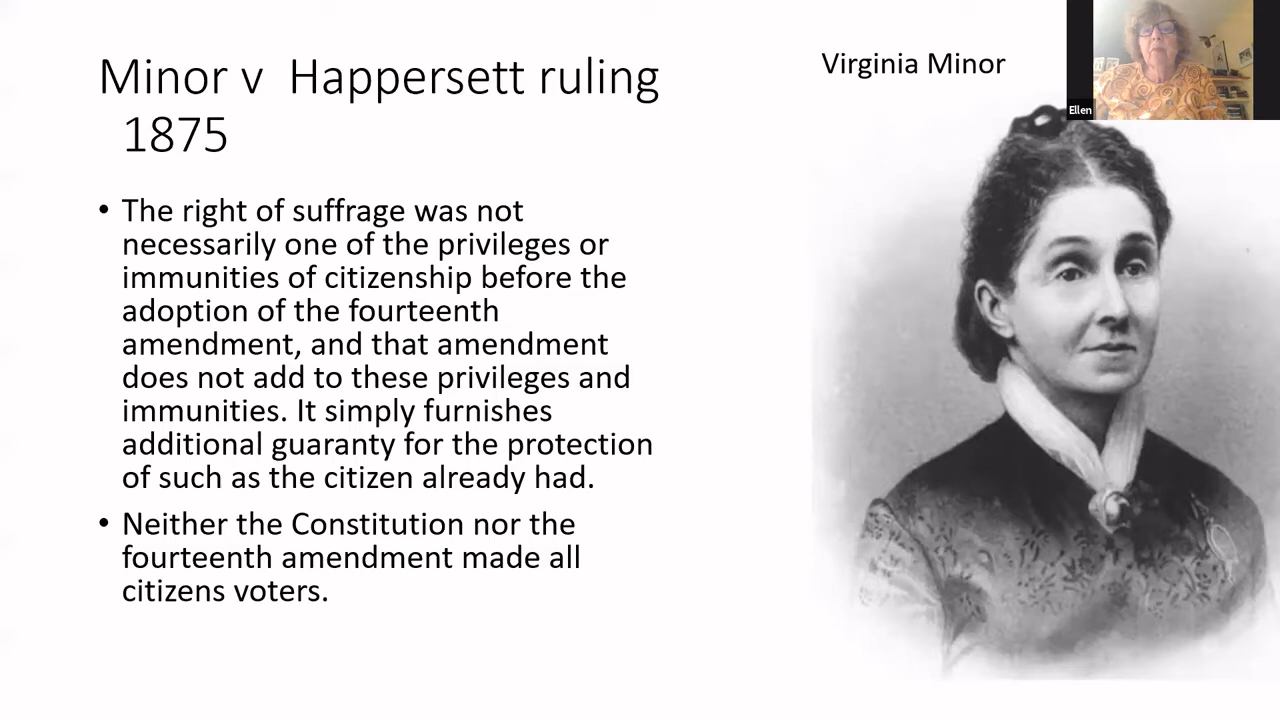 Minor v  Happersett ruling
1875
Virginia Minor
Ellen
• The right of suffrage was not
necessarily one of the privileges or
immunities of citizenship before the
adoption of the fourteenth
amendment, and that amendment
does not add to these privileges and
immunities. It simply furnishes
additional guaranty for the protection
of such as the citizen already had.
• Neither the Constitution nor the
fourteenth amendment made all
citizens voters.